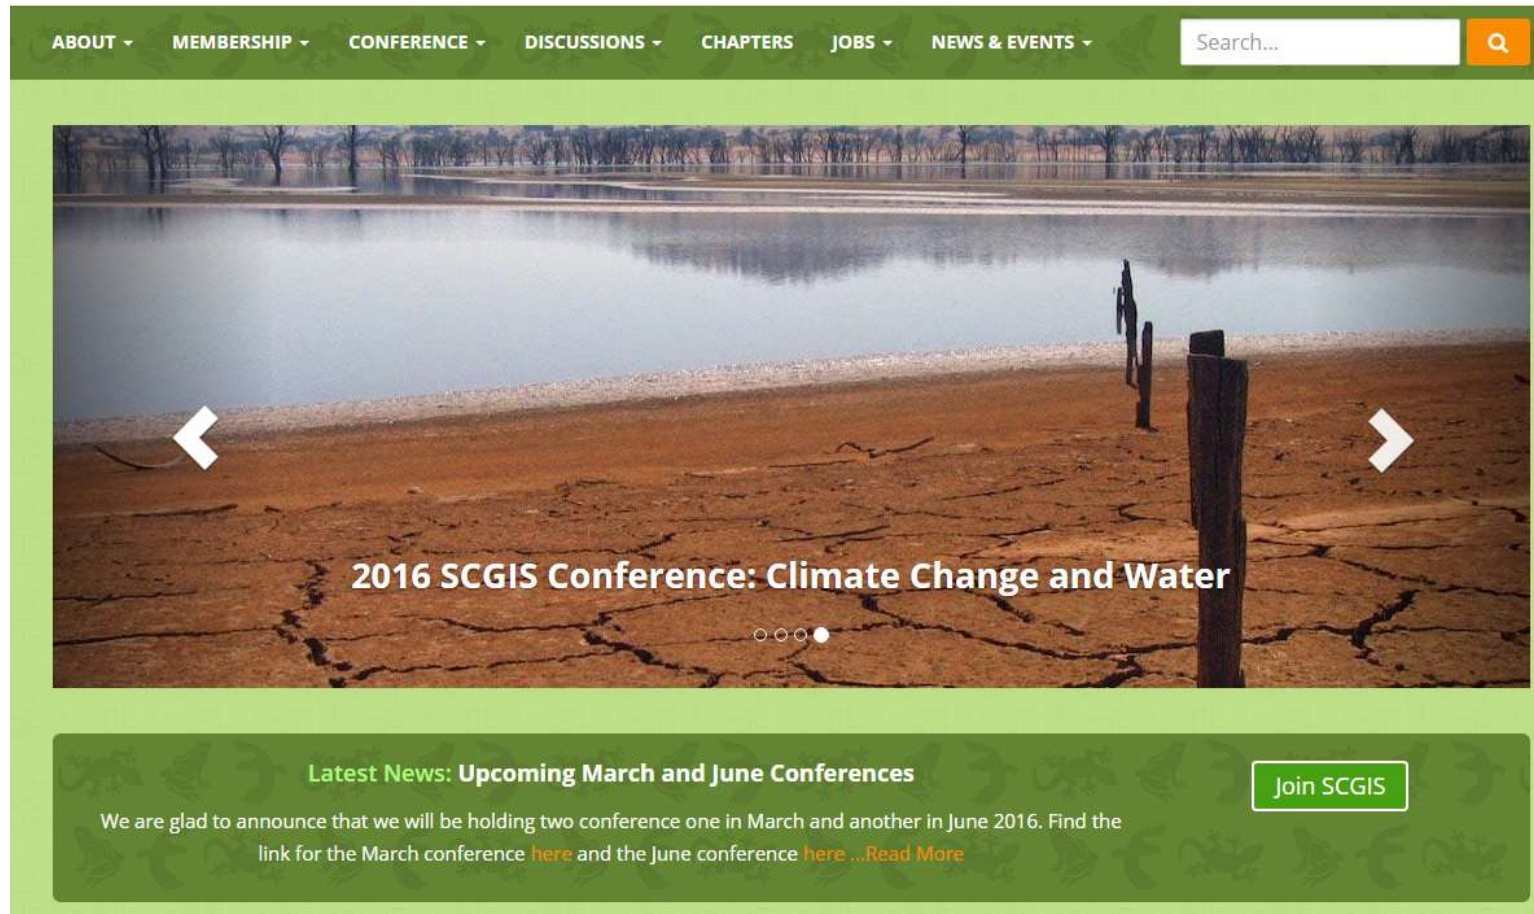 ABOUT MEMBERSHIP CONFERENCE DISCUSSIONS CHAPTERS JOBS NEWS & EVENTS Search...
2016 SCGIS Conference: Climate Change and Water
Latest News: Upcoming March and June Conferences
Join SCGIS
We are glad to announce that we will be holding two conference one in March and another in June 2016. Find the
link for the March conference here and the June conference here ...Read More